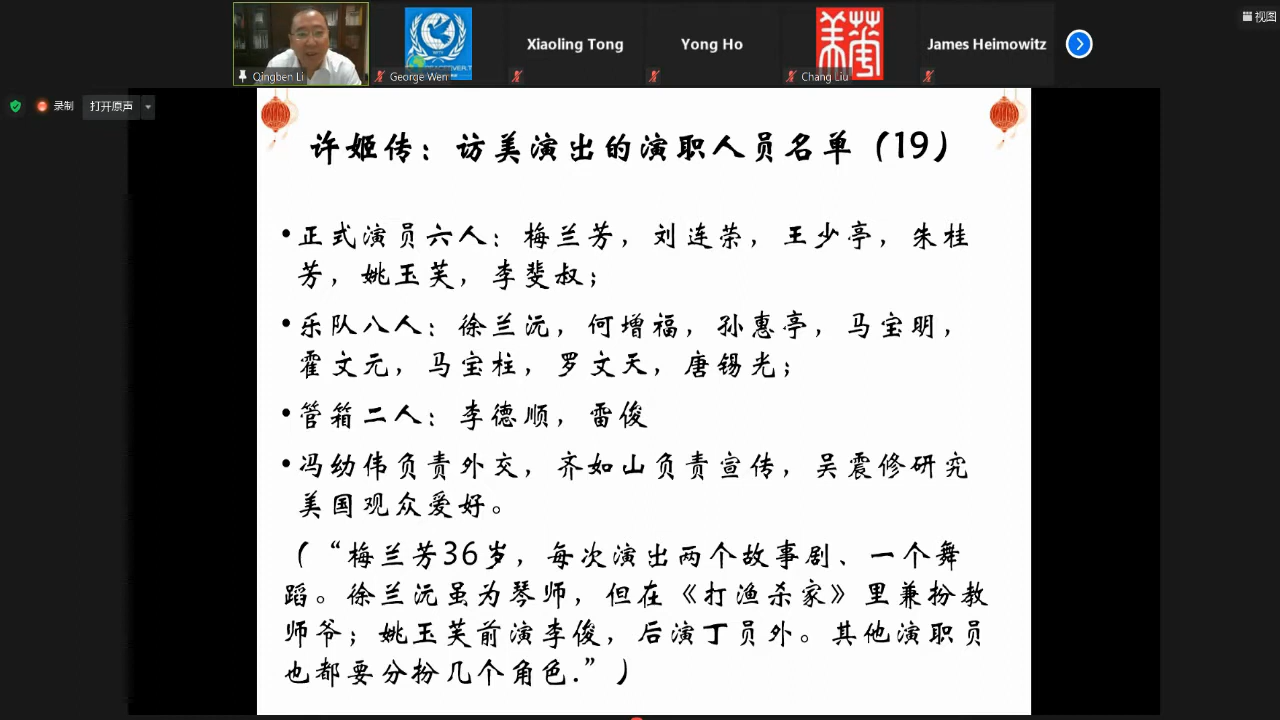 视图
Qingben Li
George Wen
Xiaoling Tong
Yong Ho
Chang Liu
James Heimowitz
录制
打开原声
许姬传：访美演出的演职人员名单（19）
•正式演员六人：梅兰芳，刘连荣，王少亭，朱桂
芳，姚玉芙，李斐叔；
•乐队八人：徐兰沅，何增福，孙惠亭，马宝明，
霍文元，马宝柱，罗文天，唐锡光；
•管箱二人：李德顺，雷俊
•冯幼伟负责外交，齐如山负责宣传，吴震修研究
美国观众爱好。
（“梅兰芳36岁，每次演出两个故事剧、一个舞
蹈。徐兰沅虽为琴师，但在《打渔杀家》里兼扮教
师爷；姚玉芙前演李俊，后演丁员外。其他演职员
也都要分扮几个角色.”）